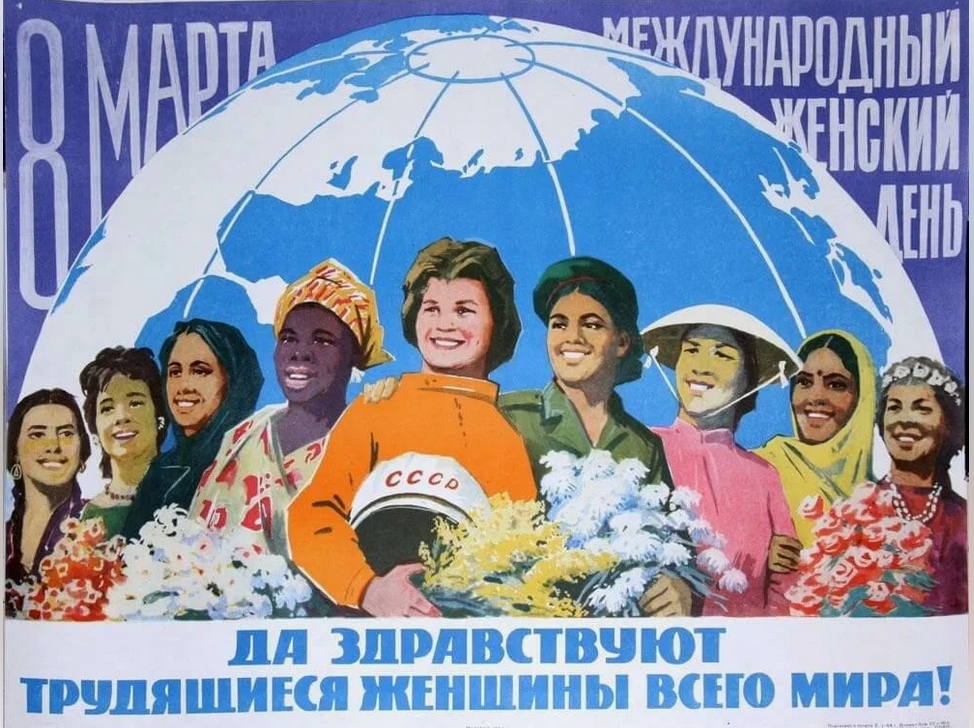 8 МАРТА
МЕЖДУНАРОДНЫЙ
ЖЕНСКИЙ
ДЕНЬ
СССР
ДА ЗДРАВСТВУЮТ
ТРУДЯЩИЕСЯ ЖЕНЩИНЫ ВСЕГО МИРА!